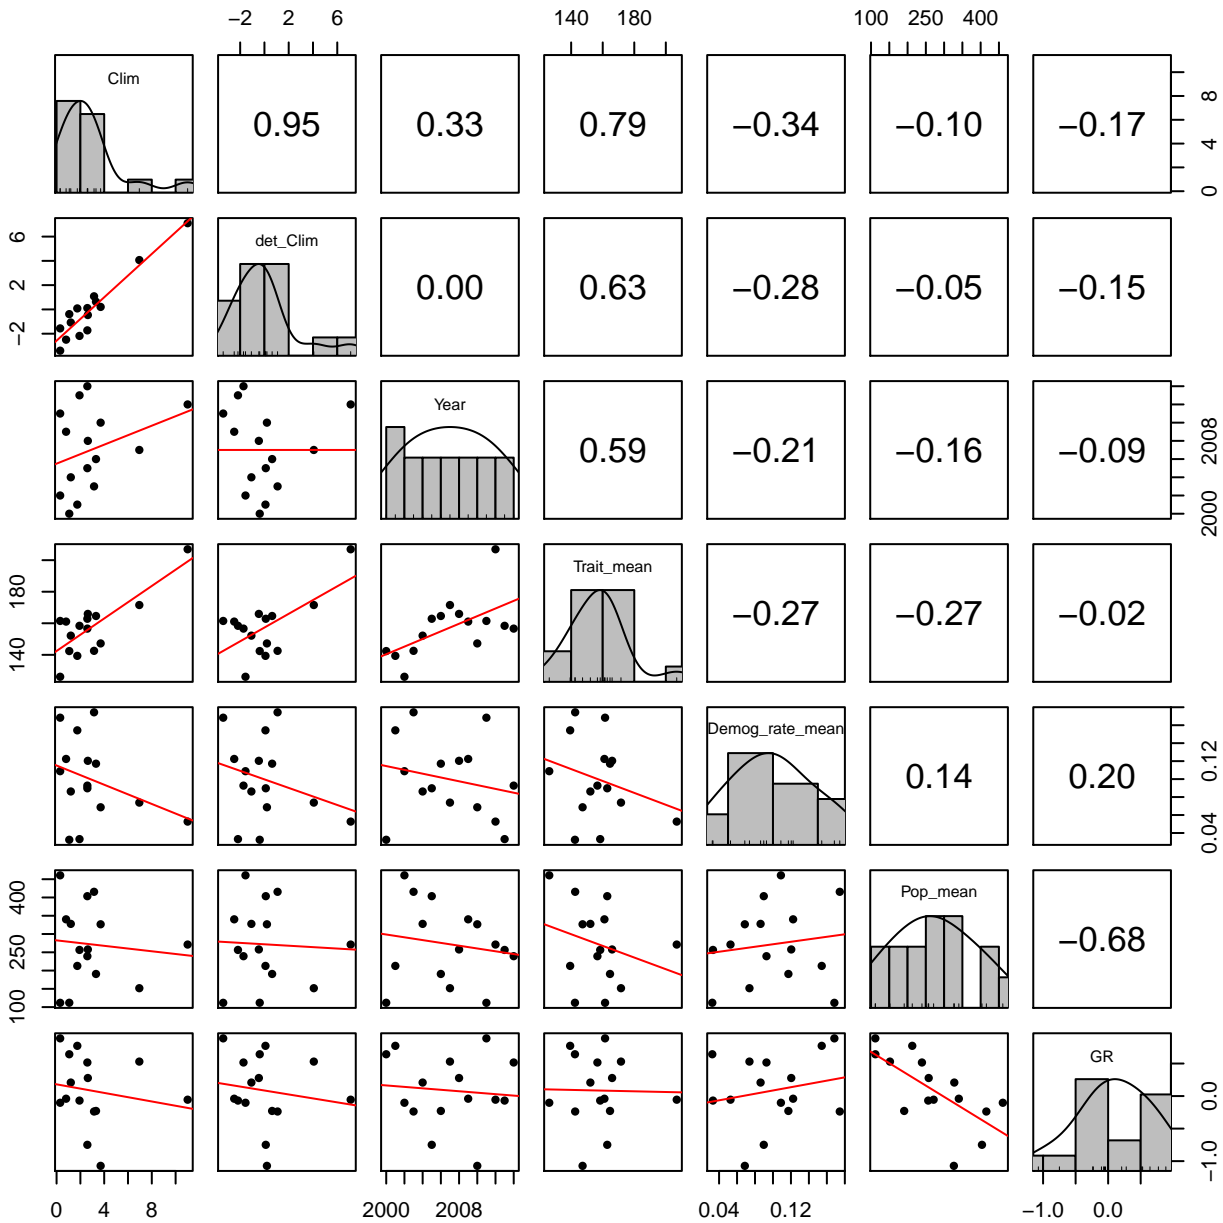 −2 2 6 140 180 100 250 400
Clim 0.95 0.33 0.79 −0.34 −0.10 −0.17 0 4 8
−2 2 6 det_Clim 0.00 0.63 −0.28 −0.05 −0.15
Year 0.59 −0.21 −0.16 −0.09 2000 2008
140 180 Trait_mean −0.27 −0.27 −0.02
Demog_rate_mean 0.14 0.20 0.04 0.12
100 250 400 Pop_mean −0.68
GR −1.0 0.0
0 4 8 2000 2008 0.04 0.12 −1.0 0.0